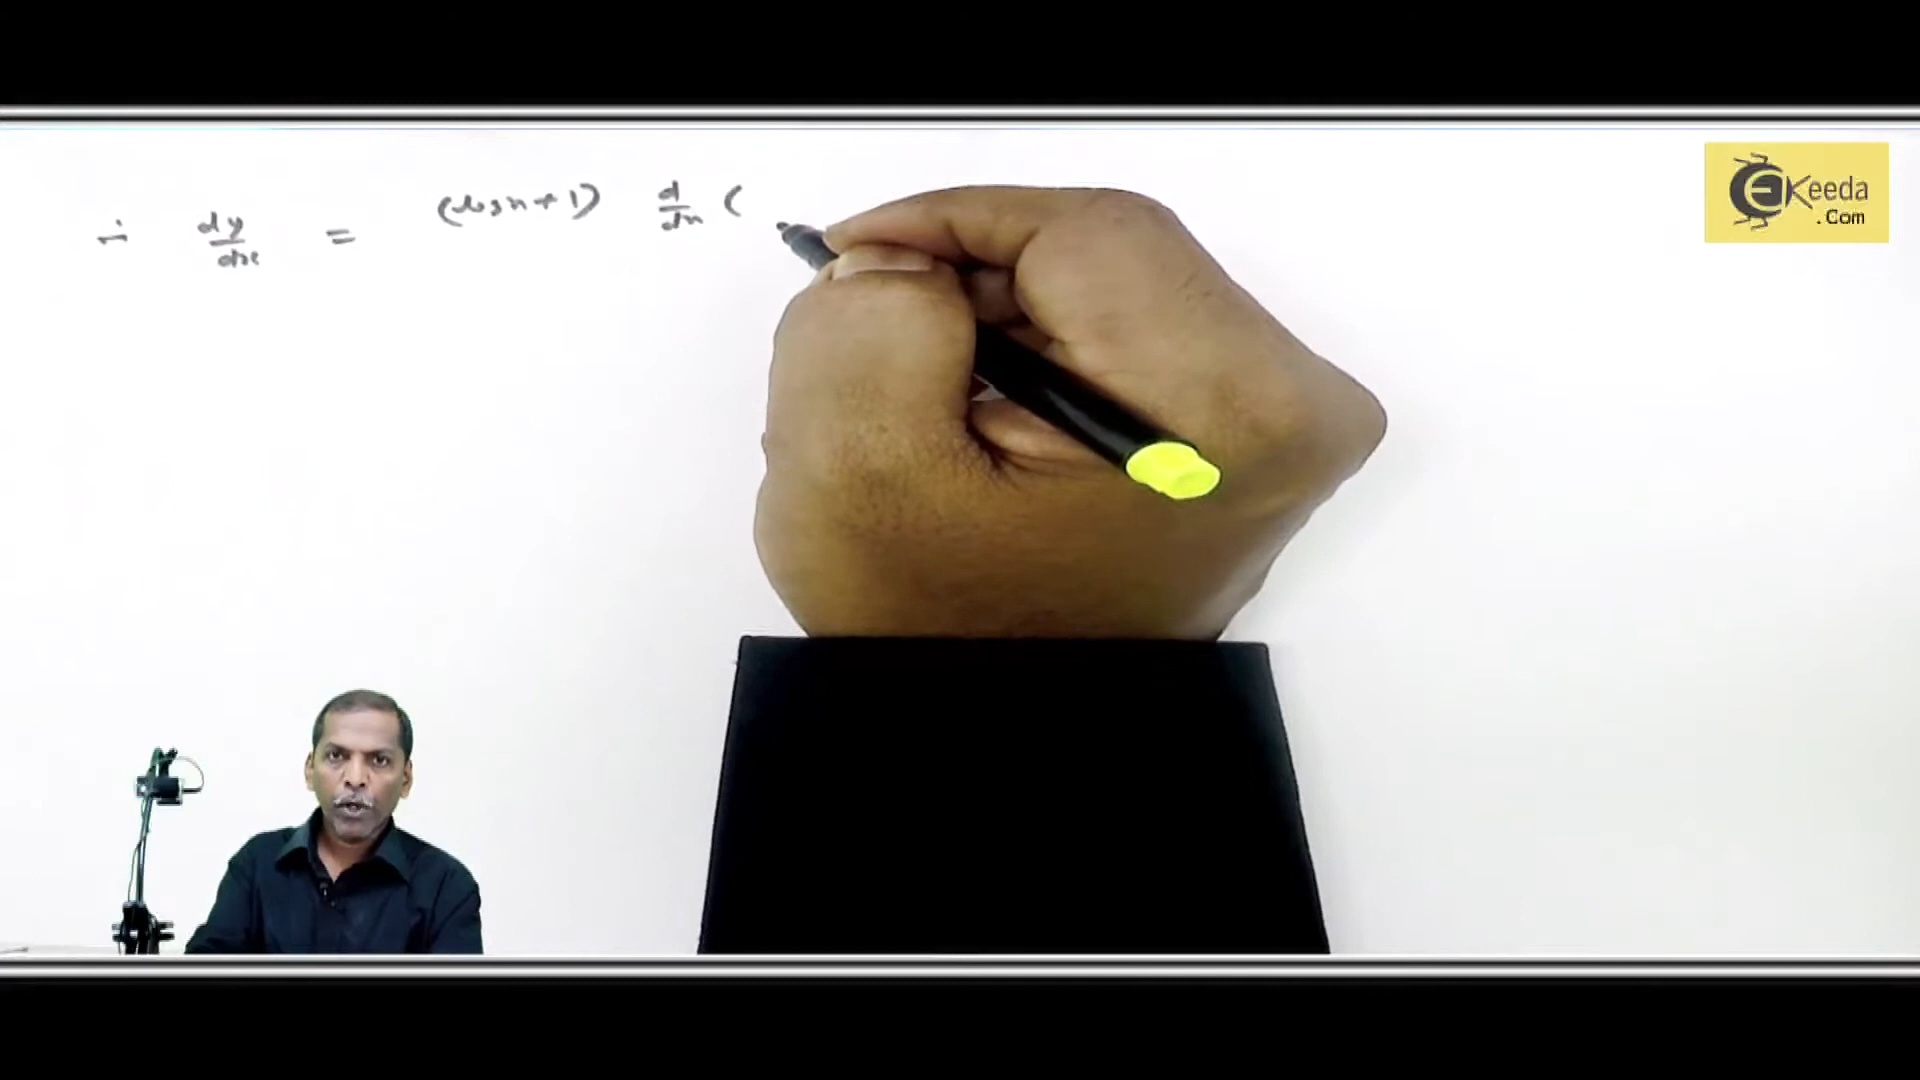 ∴ dy/dx = (logx+1) d/dx (
EKeeda
.Com